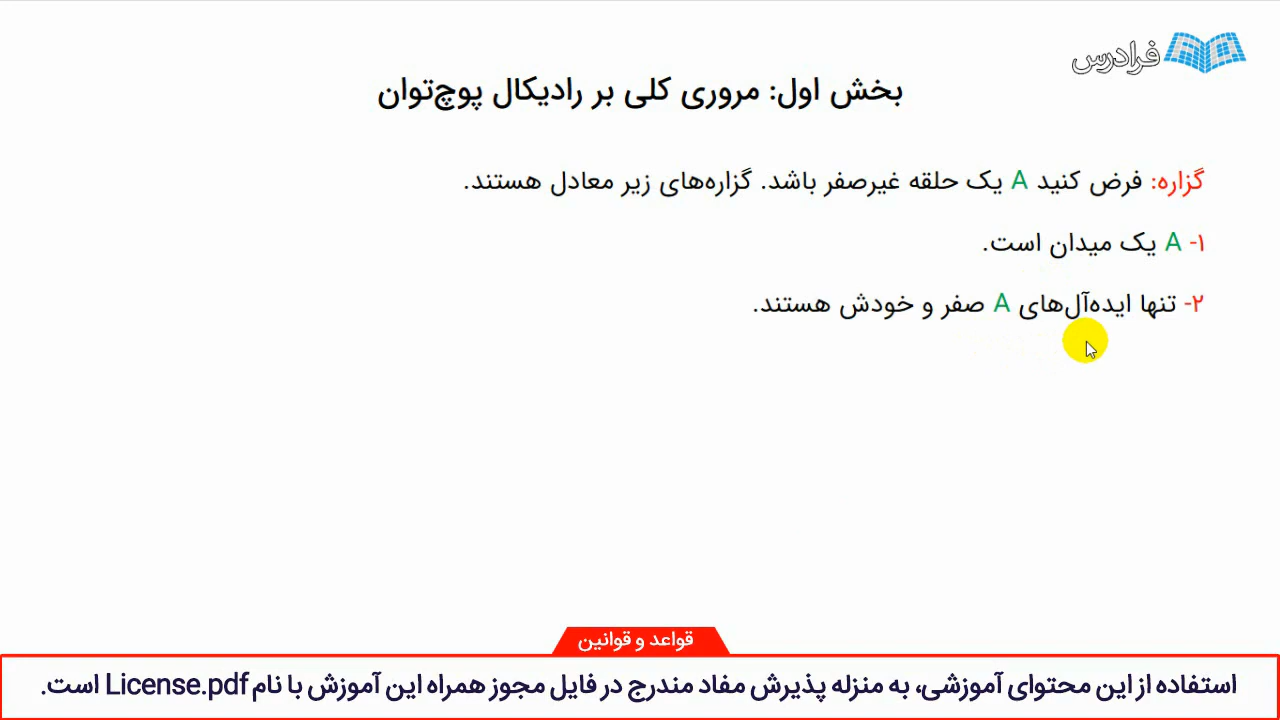 فرادرس
بخش اول: مروری کلی بر رادیکال پوچ‌توان
گزاره: فرض کنید A یک حلقه غیرصفر باشد. گزاره‌های زیر معادل هستند.
۱- A یک میدان است.
۲- تنها ایده‌آل‌های A صفر و خودش هستند.
قواعد و قوانین
استفاده از این محتوای آموزشی، به منزله پذیرش مفاد مندرج در فایل مجوز همراه این آموزش با نام License.pdf است.